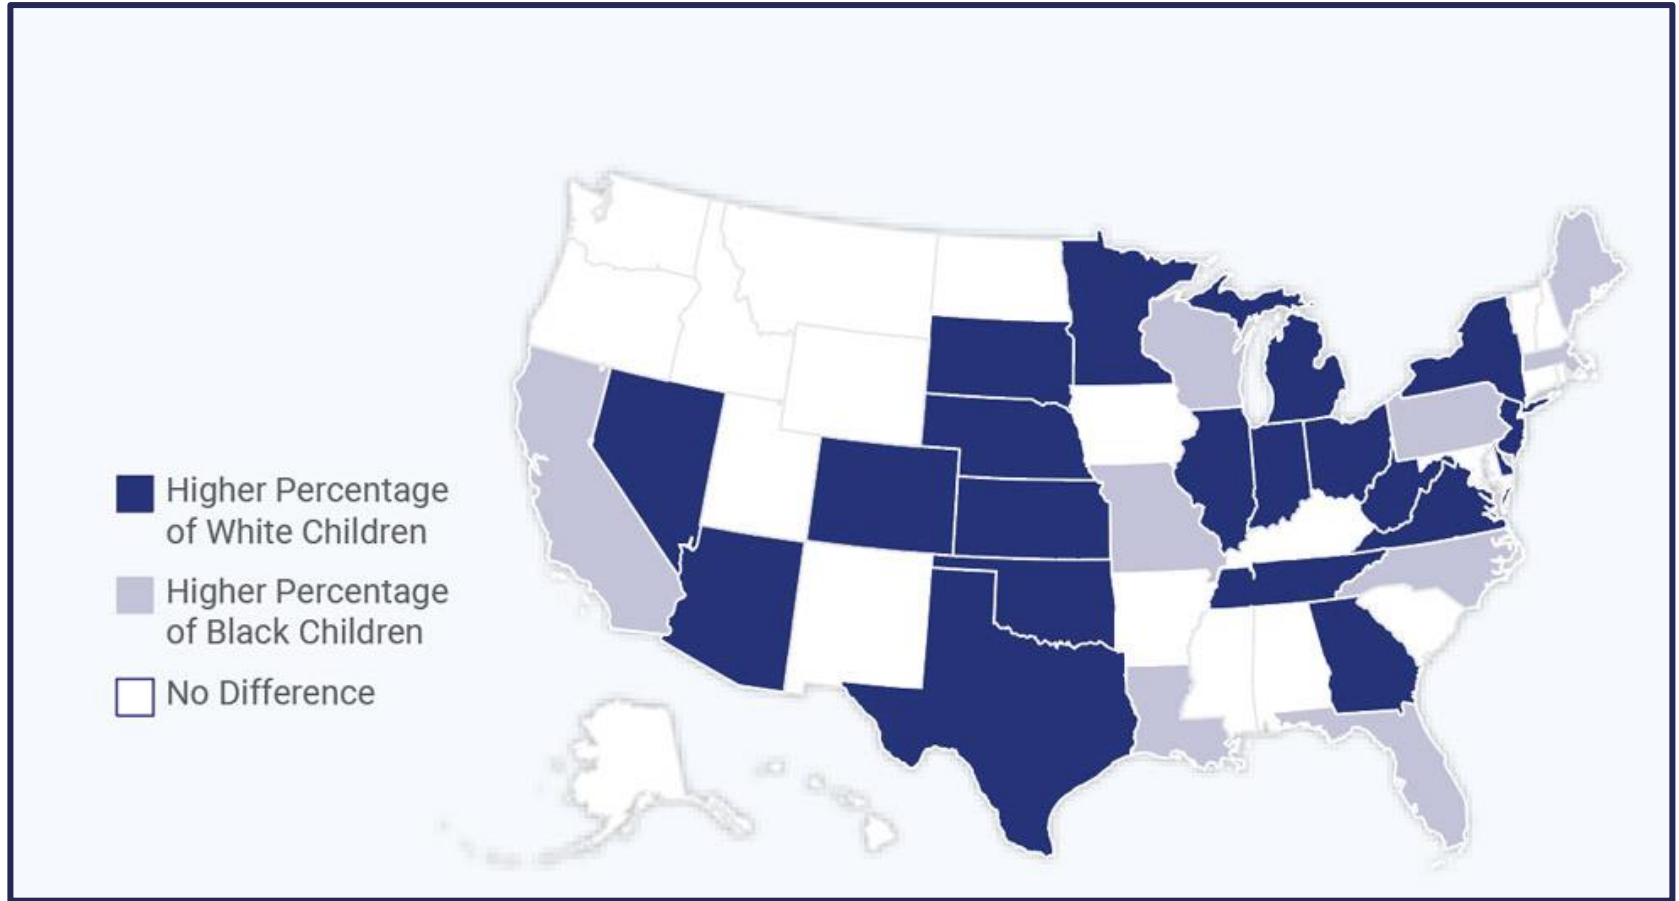 Higher Percentage
of White Children
Higher Percentage
of Black Children
No Difference